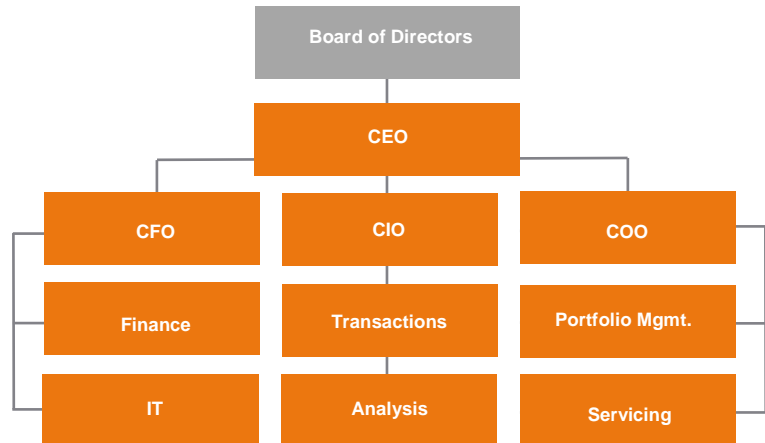 Board of Directors
CEO
CFO
CIO
COO
Finance
Transactions
Portfolio Mgmt.
IT
Analysis
Servicing